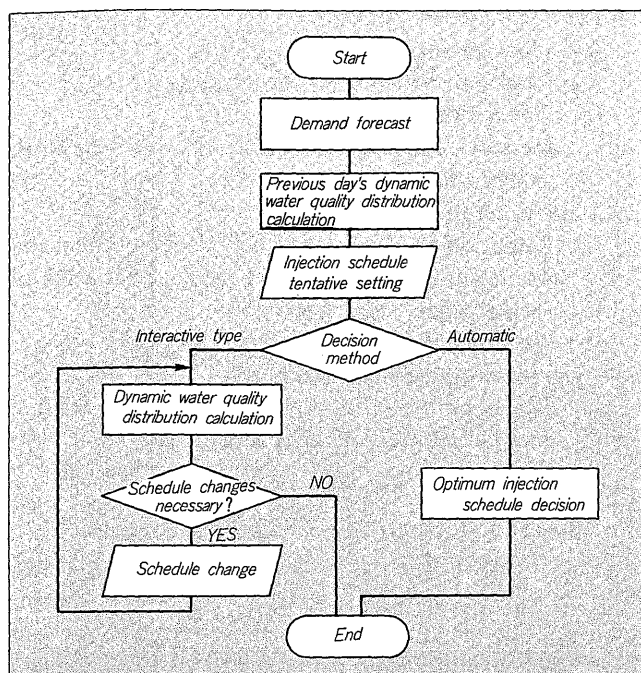 Start
Demand forecast
Previous day's dynamic
water quality distribution
calculation
Injection schedule
tentative setting
Interactive type
Decision
method
Automatic
Dynamic water quality
distribution calculation
Schedule changes
necessary?
NO
YES
Optimum injection
schedule decision
Schedule change
End